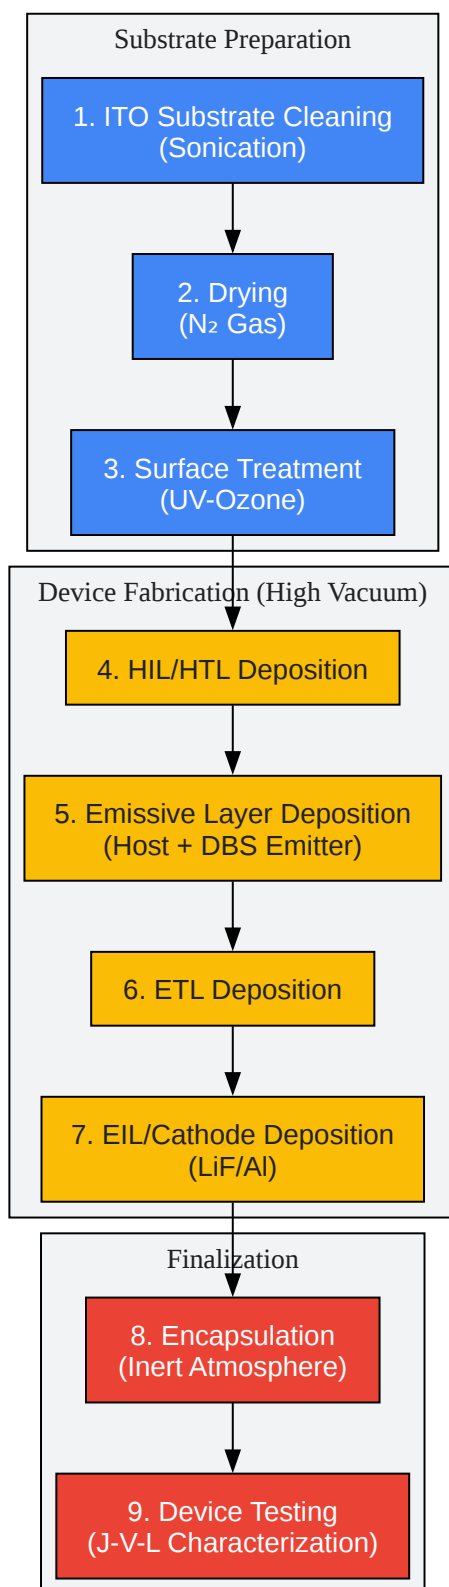 Substrate Preparation
1. ITO Substrate Cleaning
(Sonication)
2. Drying
(N₂ Gas)
3. Surface Treatment
(UV-Ozone)
Device Fabrication (High Vacuum)
4. HIL/HTL Deposition
5. Emissive Layer Deposition
(Host + DBS Emitter)
6. ETL Deposition
7. EIL/Cathode Deposition
(LiF/Al)
Finalization
8. Encapsulation
(Inert Atmosphere)
9. Device Testing
(J-V-L Characterization)